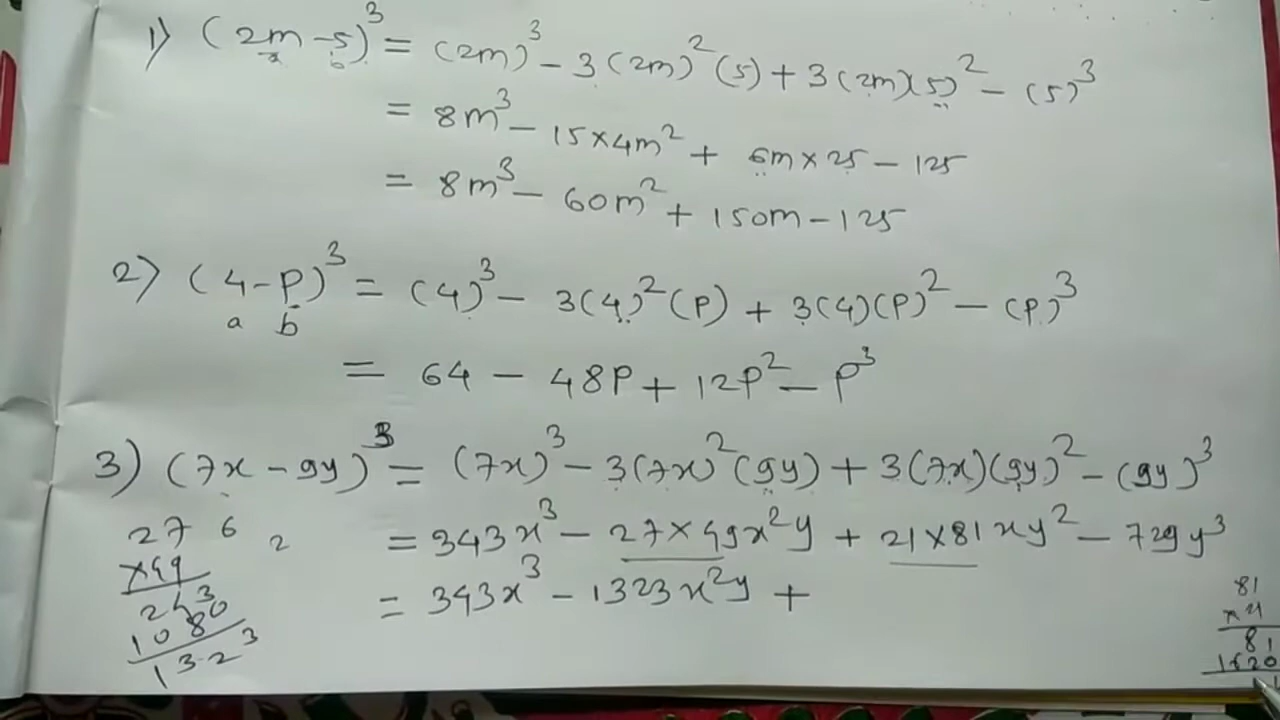 1) (2m-5)³ = (2m)³ - 3(2m)²(5) + 3(2m)(5)² - (5)³
a b
= 8m³ - 15×4m² + 6m×25 - 125
= 8m³ - 60m² + 150m - 125
2) (4-p)³ = (4)³ - 3(4)²(p) + 3(4)(p)² - (p)³
a b
= 64 - 48p + 12p² - p³
3) (7x - 9y)³ = (7x)³ - 3(7x)²(9y) + 3(7x)(9y)² - (9y)³
= 343x³ - 27×49x²y + 21×81xy² - 729y³
= 343x³ - 1323x²y +
27 6 2
×49
243
1080
1323
81
×21
81
1620